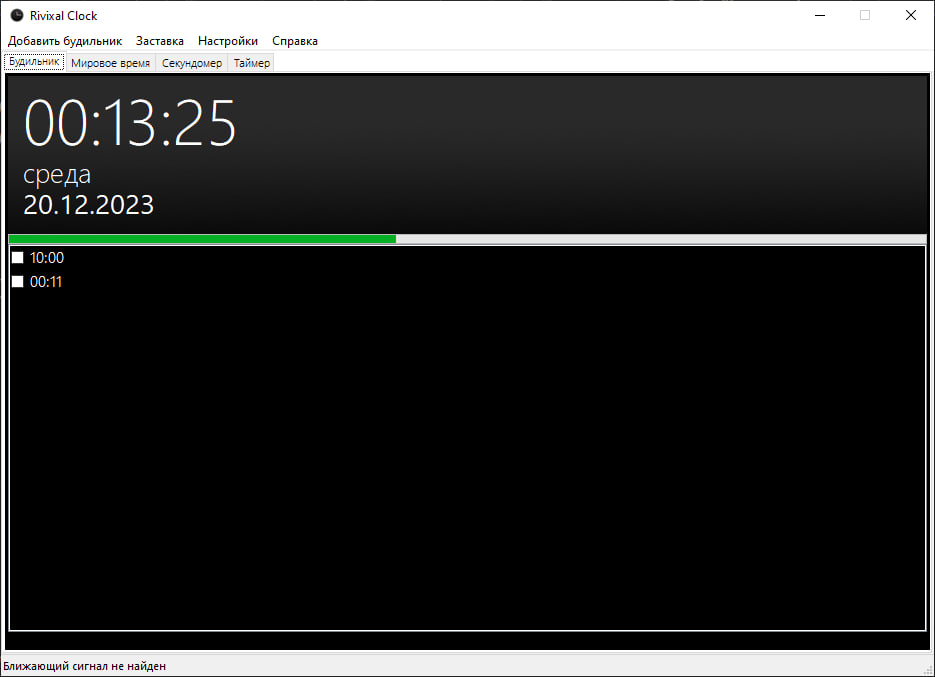 Rivixal Clock
Добавить будильник Заставка Настройки Справка
Будильник Мировое время Секундомер Таймер
00:13:25
среда
20.12.2023
10:00
00:11
Ближающий сигнал не найден